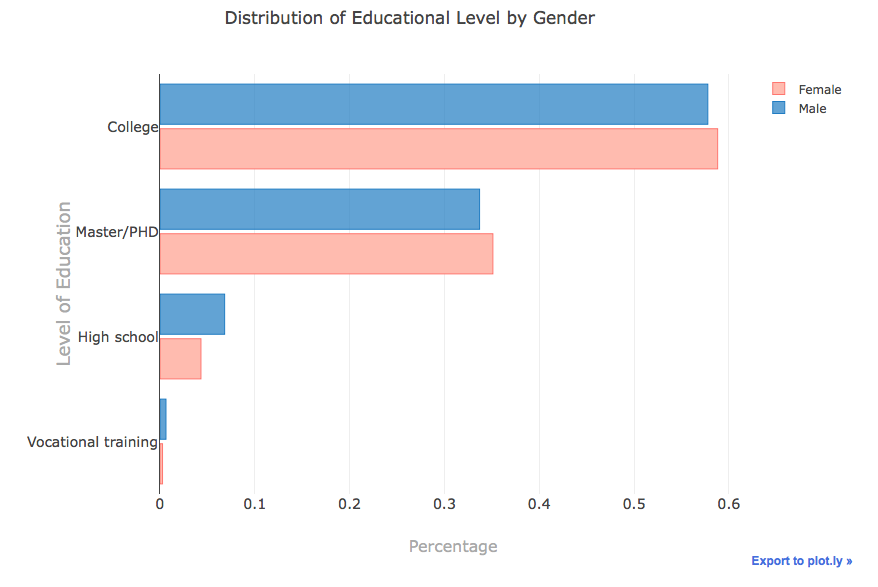 Distribution of Educational Level by Gender
Female
Male
College
Master/PHD
High school
Vocational training
Level of Education
0 0.1 0.2 0.3 0.4 0.5 0.6
Percentage
Export to plot.ly »